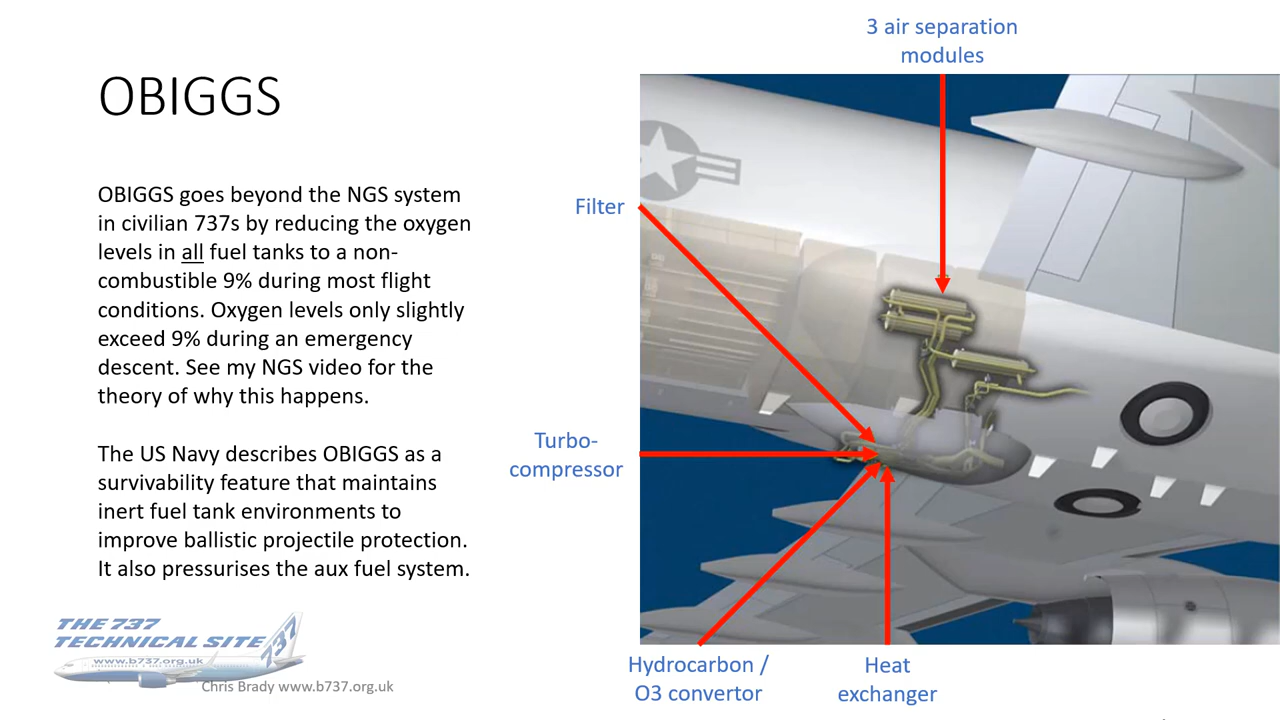 OBIGGS
OBIGGS goes beyond the NGS system
in civilian 737s by reducing the oxygen
levels in all fuel tanks to a non-
combustible 9% during most flight
conditions. Oxygen levels only slightly
exceed 9% during an emergency
descent. See my NGS video for the
theory of why this happens.
The US Navy describes OBIGGS as a
survivability feature that maintains
inert fuel tank environments to
improve ballistic projectile protection.
It also pressurises the aux fuel system.
3 air separation
modules
Filter
Turbo-
compressor
Hydrocarbon /
O3 convertor
Heat
exchanger
THE 737
TECHNICAL SITE
737
www.b737.org.uk
Chris Brady www.b737.org.uk